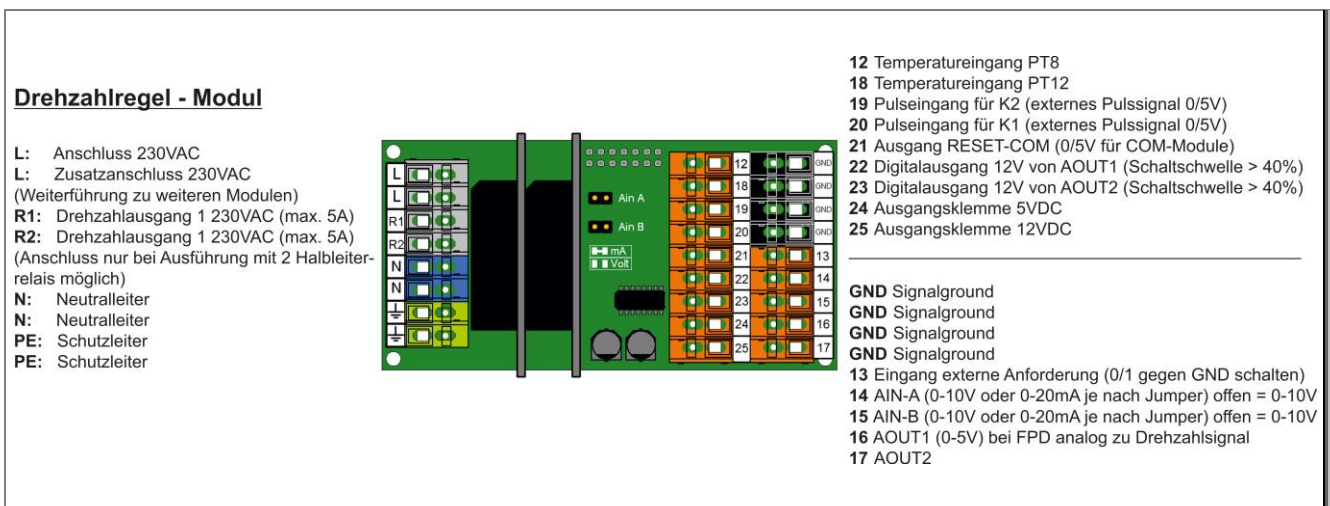 Drehzahlregel - Modul
L: Anschluss 230VAC
L: Zusatzanschluss 230VAC
(Weiterführung zu weiteren Modulen)
R1: Drehzahlausgang 1 230VAC (max. 5A)
R2: Drehzahlausgang 1 230VAC (max. 5A)
(Anschluss nur bei Ausführung mit 2 Halbleiter-
relais möglich)
N: Neutralleiter
N: Neutralleiter
PE: Schutzleiter
PE: Schutzleiter
L
L
R1
R2
N
N
Ain A
Ain B
mA
Volt
12 GND
18 GND
19 GND
20 GND
21 13
22 14
23 15
24 16
25 17
12 Temperatureingang PT8
18 Temperatureingang PT12
19 Pulseingang für K2 (externes Pulssignal 0/5V)
20 Pulseingang für K1 (externes Pulssignal 0/5V)
21 Ausgang RESET-COM (0/5V für COM-Module)
22 Digitalausgang 12V von AOUT1 (Schaltschwelle > 40%)
23 Digitalausgang 12V von AOUT2 (Schaltschwelle > 40%)
24 Ausgangsklemme 5VDC
25 Ausgangsklemme 12VDC
GND Signalground
GND Signalground
GND Signalground
GND Signalground
13 Eingang externe Anforderung (0/1 gegen GND schalten)
14 AIN-A (0-10V oder 0-20mA je nach Jumper) offen = 0-10V
15 AIN-B (0-10V oder 0-20mA je nach Jumper) offen = 0-10V
16 AOUT1 (0-5V) bei FPD analog zu Drehzahlsignal
17 AOUT2